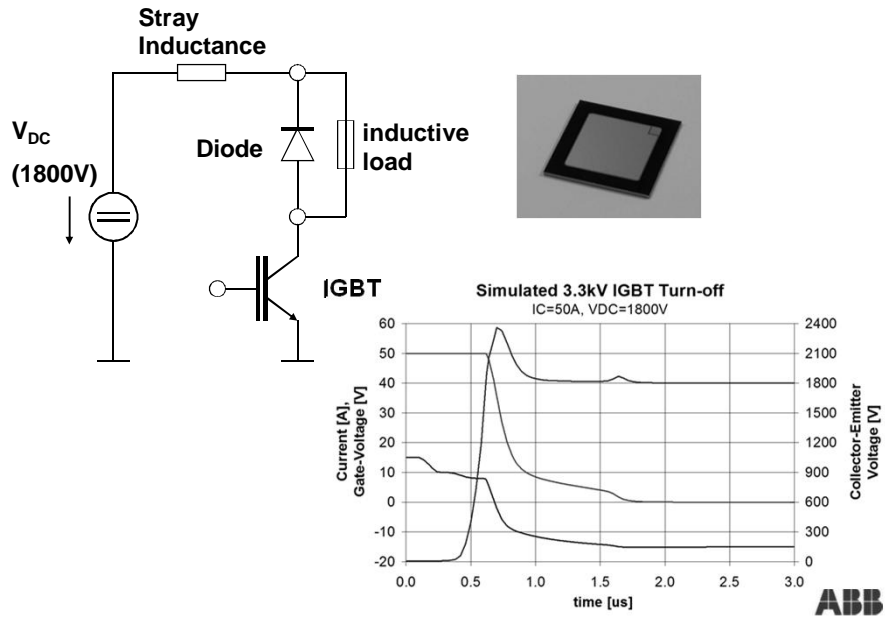 Stray
Inductance
V_DC
(1800V)
Diode
inductive
load
IGBT
Simulated 3.3kV IGBT Turn-off
IC=50A, VDC=1800V
Current [A],
Gate-Voltage [V]
60
50
40
30
20
10
0
-10
-20
2400
2100
1800
1500
1200
900
600
300
0
Collector-Emitter
Voltage [V]
0.0 0.5 1.0 1.5 2.0 2.5 3.0
time [us]
ABB